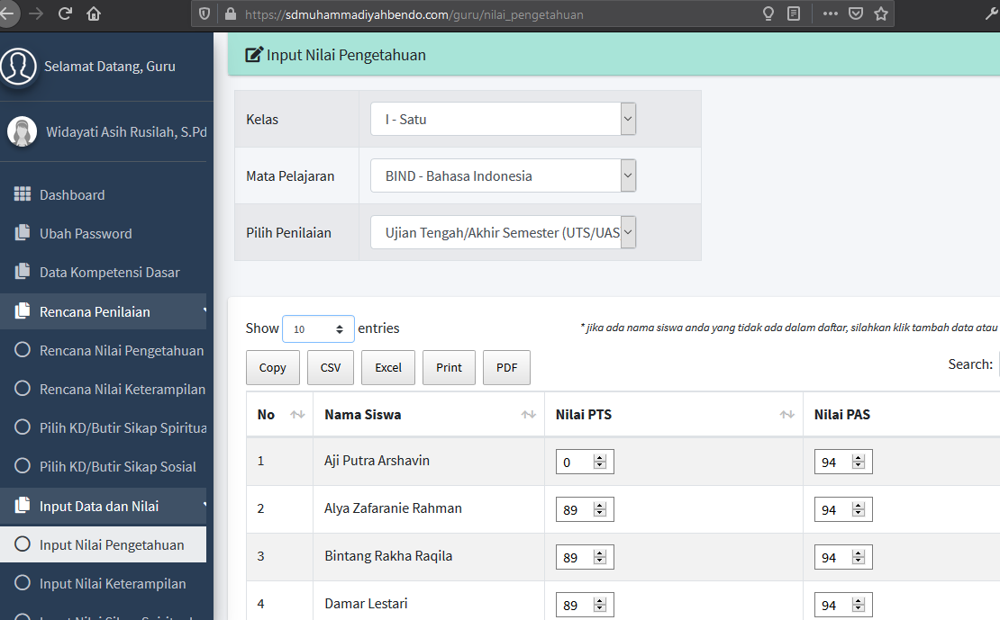 https://sdmuhammadiyahbendo.com/guru/nilai_pengetahuan
Selamat Datang, Guru
Widayati Asih Rusilah, S.Pd
Dashboard
Ubah Password
Data Kompetensi Dasar
Rencana Penilaian
Rencana Nilai Pengetahuan
Rencana Nilai Keterampilan
Pilih KD/Butir Sikap Spiritua
Pilih KD/Butir Sikap Sosial
Input Data dan Nilai
Input Nilai Pengetahuan
Input Nilai Keterampilan
Input Nilai Pengetahuan
Kelas I - Satu
Mata Pelajaran BIND - Bahasa Indonesia
Pilih Penilaian Ujian Tengah/Akhir Semester (UTS/UAS
Show 10 entries
* jika ada nama siswa anda yang tidak ada dalam daftar, silahkan klik tambah data atau
Copy CSV Excel Print PDF
Search:
No Nama Siswa Nilai PTS Nilai PAS
1 Aji Putra Arshavin 0 94
2 Alya Zafaranie Rahman 89 94
3 Bintang Rakha Raqila 89 94
4 Damar Lestari 89 94